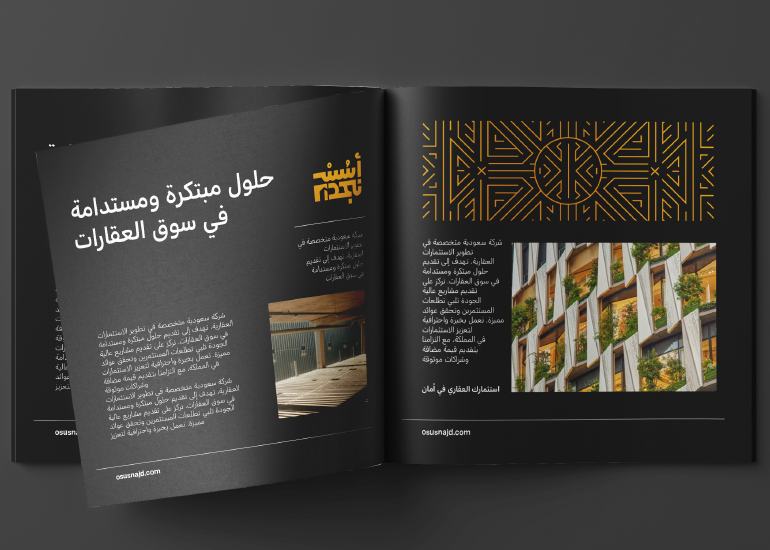 حلول مبتكرة ومستدامة
في سوق العقارات
أسس
نجد
شركة سعودية متخصصة في
تطوير الاستثمارات
العقارية. نهدف إلى تقديم
حلول مبتكرة ومستدامة
في سوق العقارات
شركة سعودية متخصصة في تطوير الاستثمارات
العقارية. نهدف إلى تقديم حلول مبتكرة ومستدامة
في سوق العقارات. نركز على تقديم مشاريع عالية
الجودة تلبي تطلعات المستثمرين وتحقق عوائد
مميزة. نعمل بخبرة واحترافية لتعزيز الاستثمارات
في المملكة، مع التزامنا بتقديم قيمة مضافة
وشراكات موثوقة
شركة سعودية متخصصة في تطوير الاستثمارات
العقارية. نهدف إلى تقديم حلول مبتكرة ومستدامة
في سوق العقارات. نركز على تقديم مشاريع عالية
الجودة تلبي تطلعات المستثمرين وتحقق عوائد
مميزة. نعمل بخبرة واحترافية لتعزيز
osusnajd.com
شركة سعودية متخصصة في
تطوير الاستثمارات
العقارية. نهدف إلى تقديم
حلول مبتكرة ومستدامة
في سوق العقارات. نركز على
تقديم مشاريع عالية
الجودة تلبي تطلعات
المستثمرين وتحقق عوائد
مميزة. نعمل بخبرة واحترافية
لتعزيز الاستثمارات
في المملكة، مع التزامنا
بتقديم قيمة مضافة
وشراكات موثوقة
استثمارك العقاري في أمان
osusnajd.com